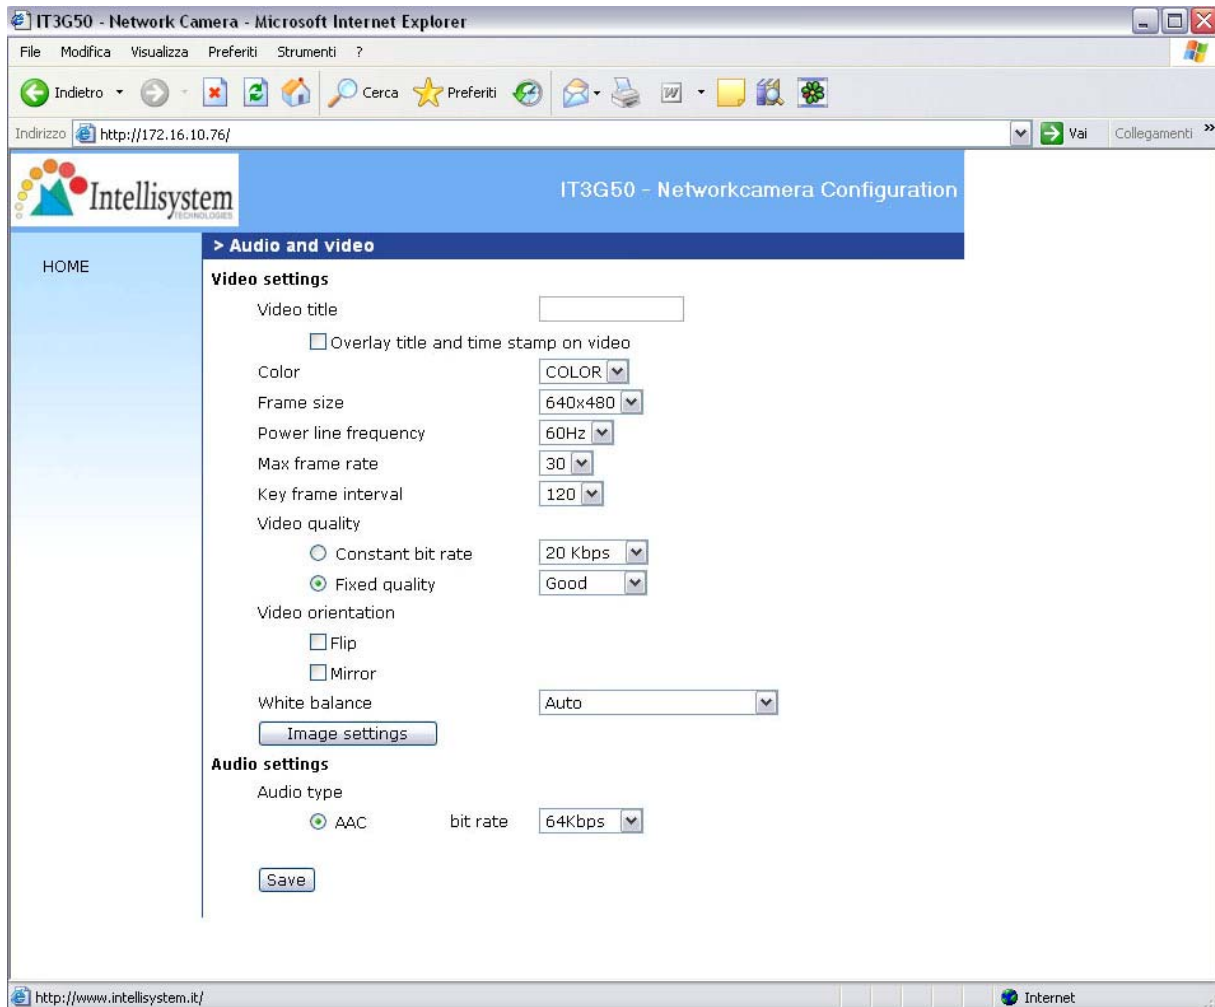 IT3G50 - Network Camera - Microsoft Internet Explorer
File Modifica Visualizza Preferiti Strumenti ?
Indietro Cerca Preferiti
Indirizzo http://172.16.10.76/ Vai Collegamenti »
Intellisystem
TECHNOLOGIES
IT3G50 - Networkcamera Configuration
HOME
> Audio and video
Video settings
Video title
Overlay title and time stamp on video
Color COLOR
Frame size 640x480
Power line frequency 60Hz
Max frame rate 30
Key frame interval 120
Video quality
Constant bit rate 20 Kbps
Fixed quality Good
Video orientation
Flip
Mirror
White balance Auto
Image settings
Audio settings
Audio type
AAC bit rate 64Kbps
Save
http://www.intellisystem.it/ Internet